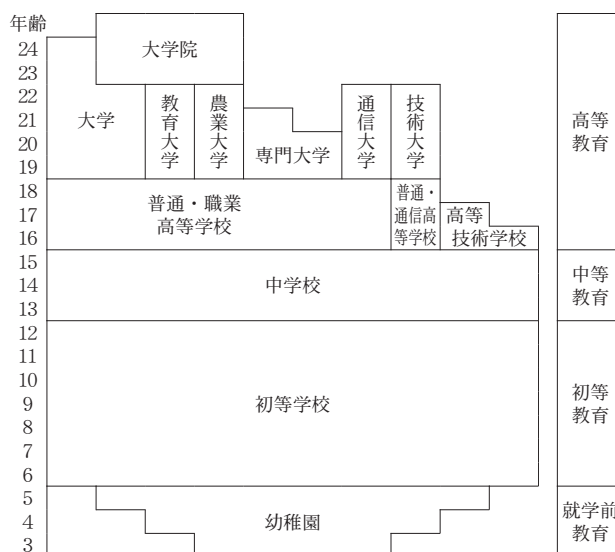 年齢
24
23
22
21
20
19
18
17
16
15
14
13
12
11
10
9
8
7
6
5
4
3
大学院
大学
教育大学
農業大学
専門大学
通信大学
技術大学
普通・職業
高等学校
普通・
通信高
等学校
高等
技術学校
中学校
初等学校
幼稚園
高等
教育
中等
教育
初等
教育
就学前
教育